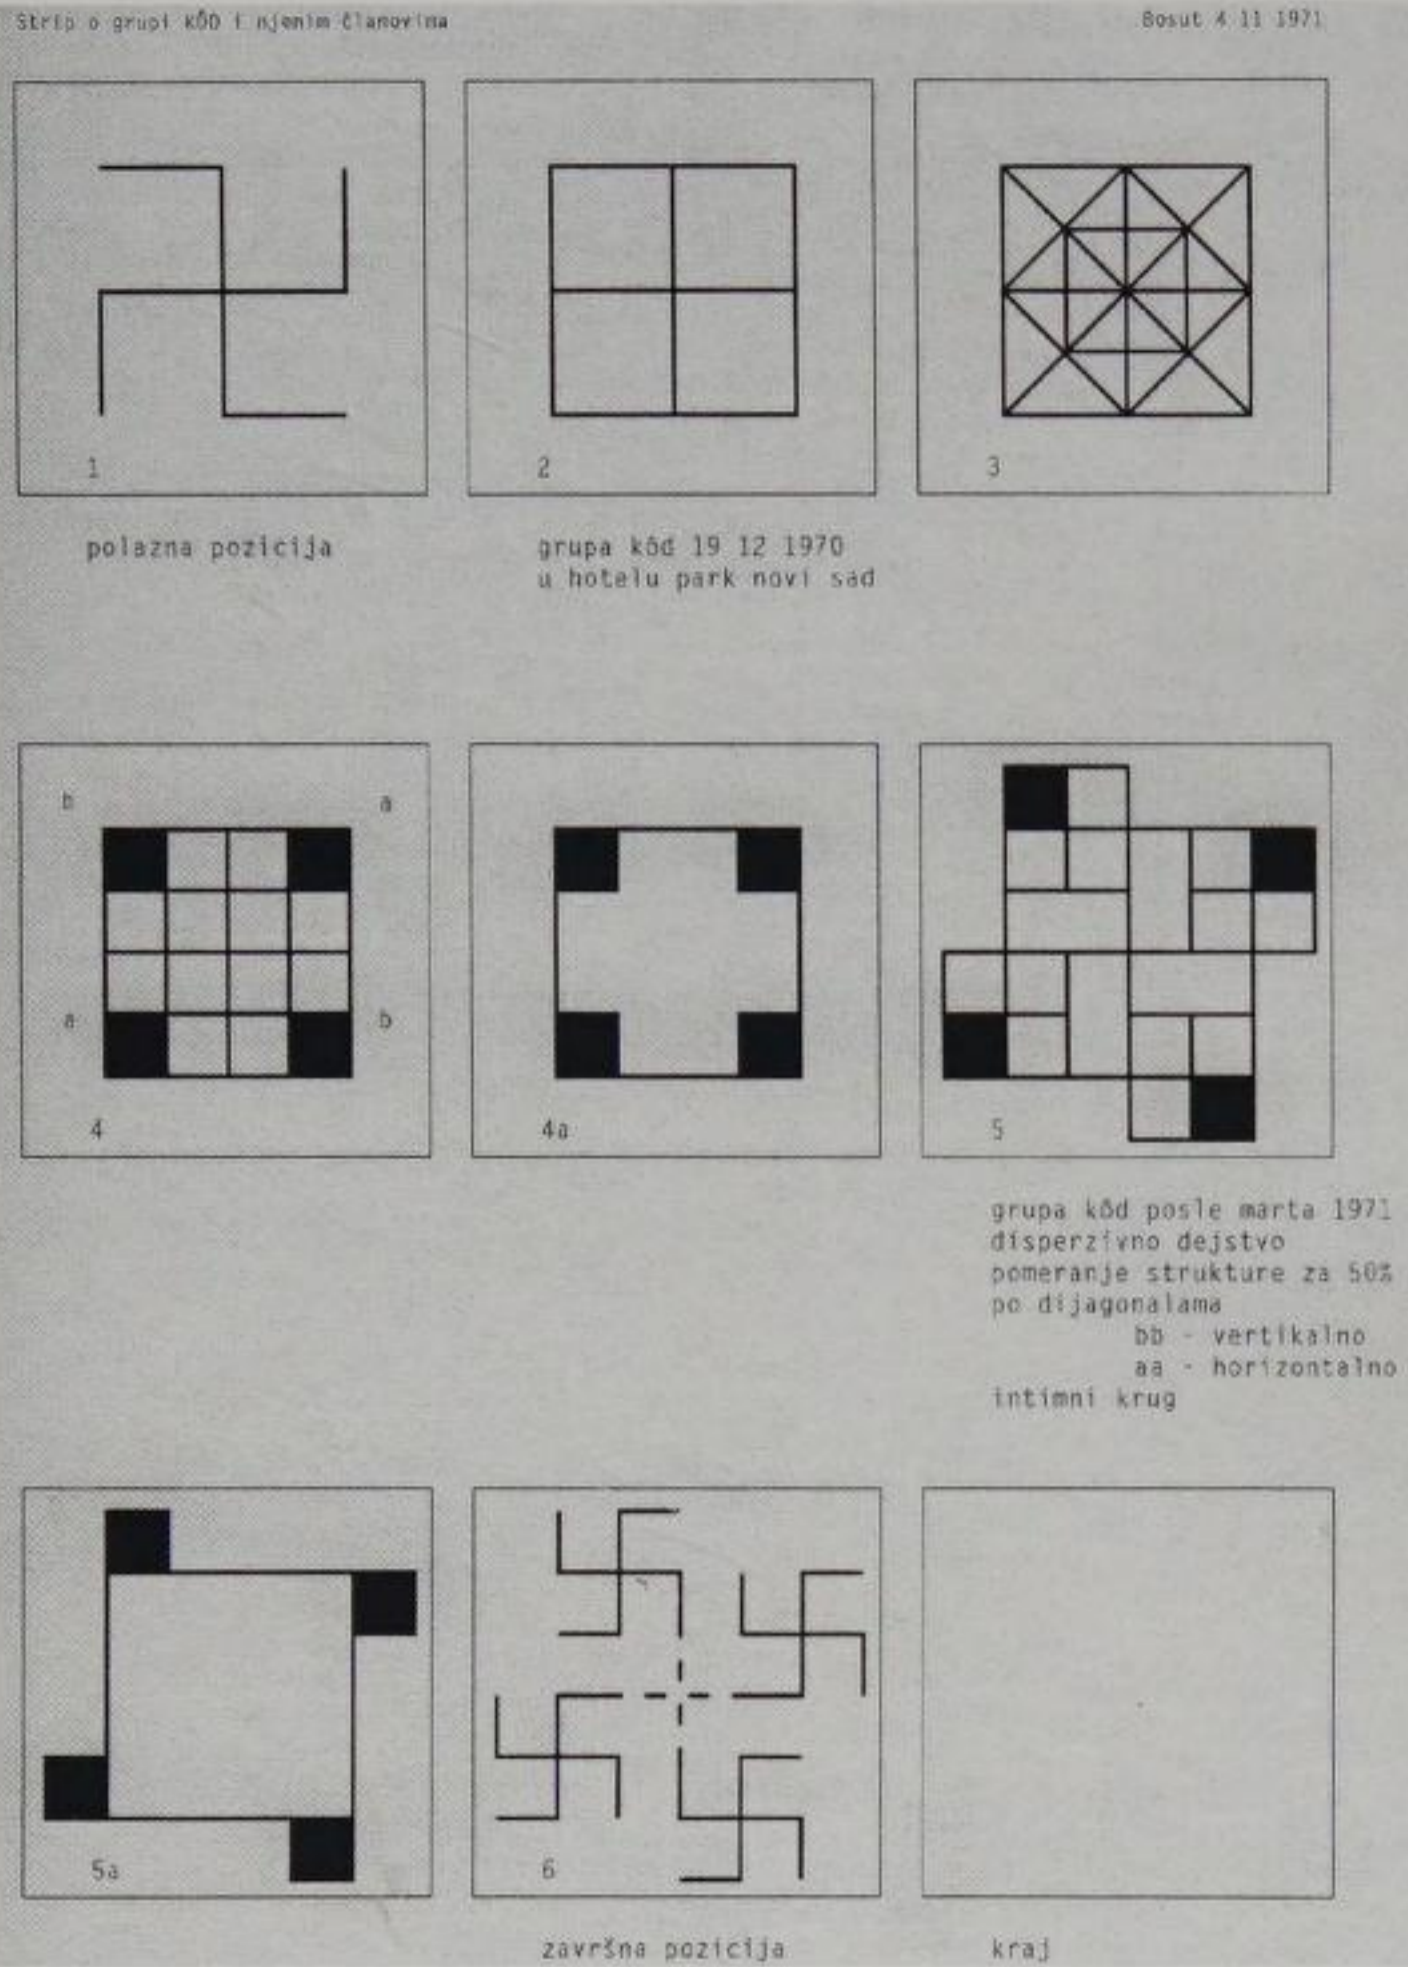 Strip o grupi KÔD i njenim članovima
Bosut 4 11 1971
1
2
3
polazna pozicija
grupa kôd 19 12 1970
u hotelu park novi sad
b
a
a
b
4
4a
5
grupa kôd posle marta 1971
disperzivno dejstvo
pomeranje strukture za 50%
po dijagonalama
bb - vertikalno
aa - horizontalno
intimni krug
5a
6
završna pozicija
kraj